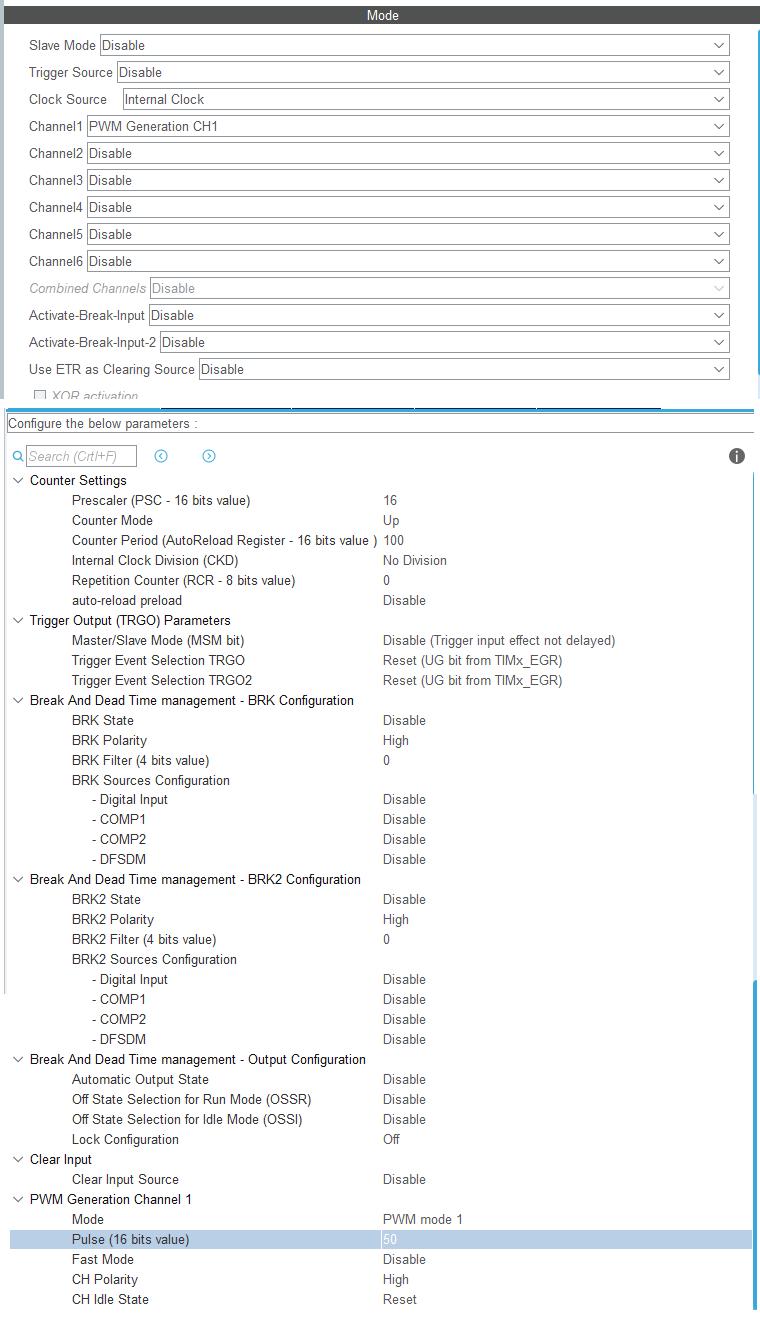 Mode
Slave Mode Disable
Trigger Source Disable
Clock Source Internal Clock
Channel1 PWM Generation CH1
Channel2 Disable
Channel3 Disable
Channel4 Disable
Channel5 Disable
Channel6 Disable
Combined Channels Disable
Activate-Break-Input Disable
Activate-Break-Input-2 Disable
Use ETR as Clearing Source Disable
XOR activation
Configure the below parameters :
Search (Crtl+F)
Counter Settings
Prescaler (PSC - 16 bits value) 16
Counter Mode Up
Counter Period (AutoReload Register - 16 bits value ) 100
Internal Clock Division (CKD) No Division
Repetition Counter (RCR - 8 bits value) 0
auto-reload preload Disable
Trigger Output (TRGO) Parameters
Master/Slave Mode (MSM bit) Disable (Trigger input effect not delayed)
Trigger Event Selection TRGO Reset (UG bit from TIMx_EGR)
Trigger Event Selection TRGO2 Reset (UG bit from TIMx_EGR)
Break And Dead Time management - BRK Configuration
BRK State Disable
BRK Polarity High
BRK Filter (4 bits value) 0
BRK Sources Configuration
- Digital Input Disable
- COMP1 Disable
- COMP2 Disable
- DFSDM Disable
Break And Dead Time management - BRK2 Configuration
BRK2 State Disable
BRK2 Polarity High
BRK2 Filter (4 bits value) 0
BRK2 Sources Configuration
- Digital Input Disable
- COMP1 Disable
- COMP2 Disable
- DFSDM Disable
Break And Dead Time management - Output Configuration
Automatic Output State Disable
Off State Selection for Run Mode (OSSR) Disable
Off State Selection for Idle Mode (OSSI) Disable
Lock Configuration Off
Clear Input
Clear Input Source Disable
PWM Generation Channel 1
Mode PWM mode 1
Pulse (16 bits value) 50
Fast Mode Disable
CH Polarity High
CH Idle State Reset